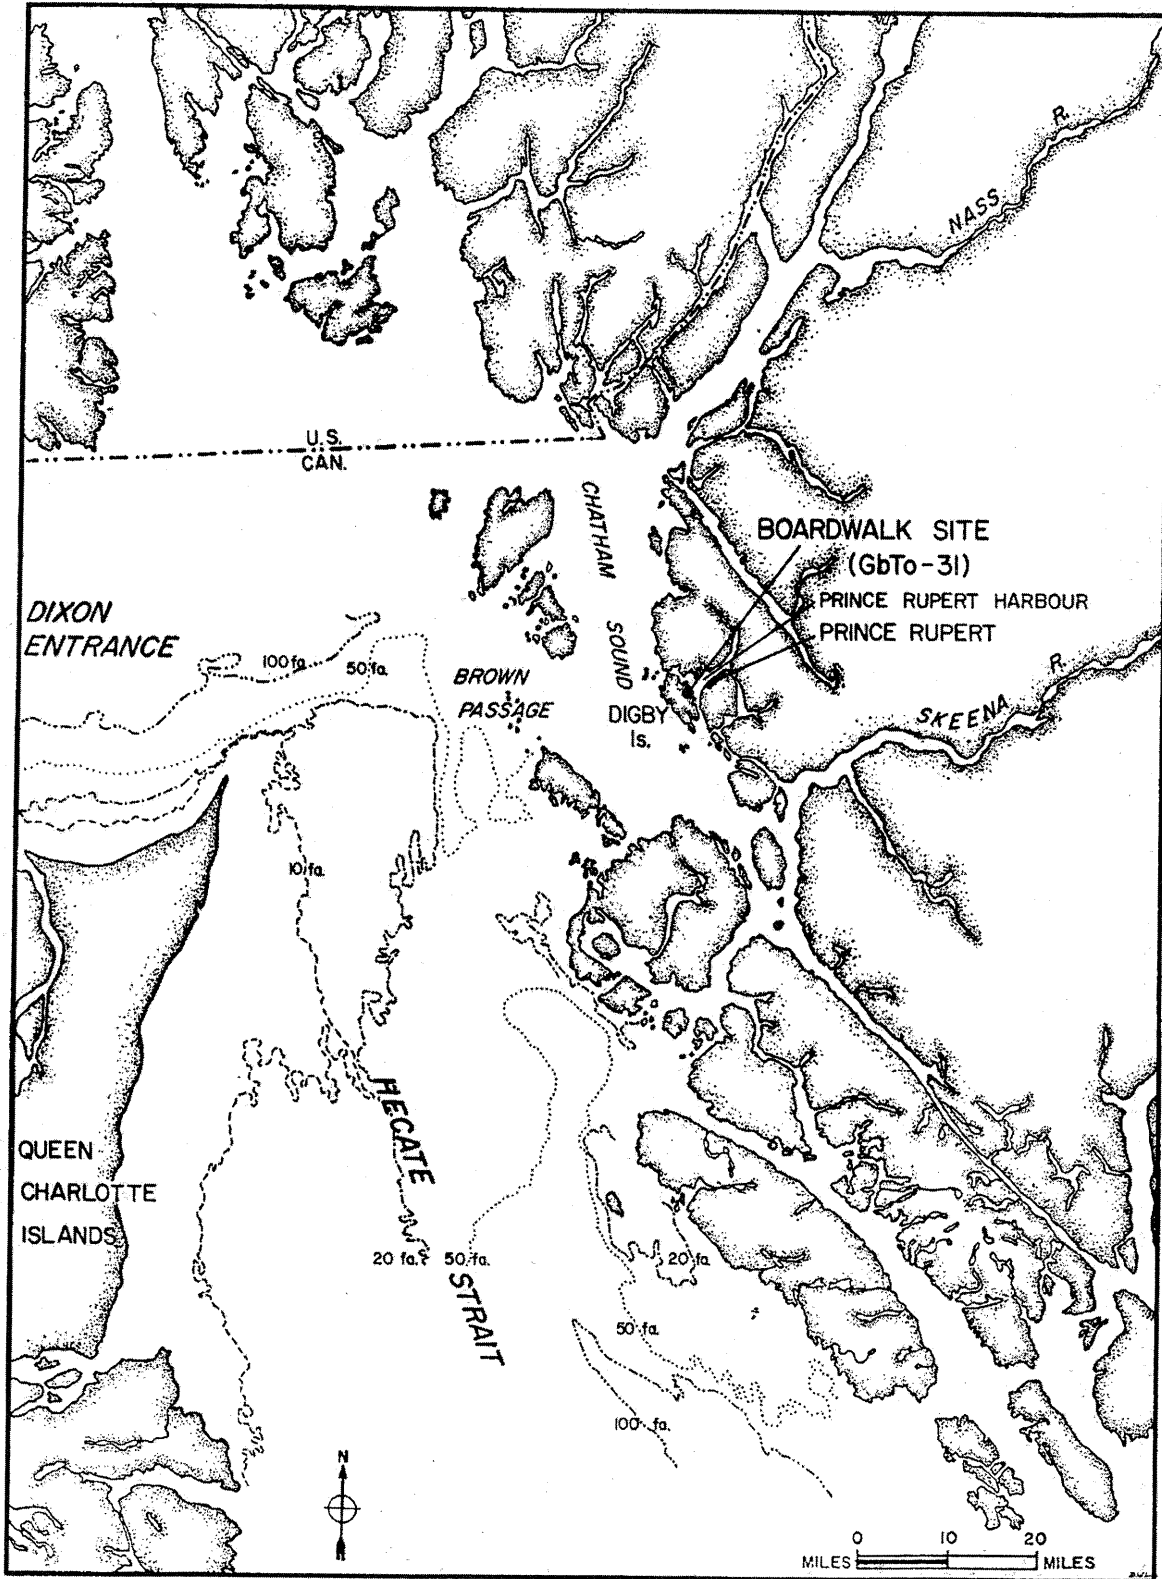 NASS R.
U.S.
CAN.
CHATHAM SOUND
BOARDWALK SITE
(GbTo-31)
PRINCE RUPERT HARBOUR
PRINCE RUPERT
DIXON
ENTRANCE
100 fa.
50 fa.
BROWN
PASSAGE
DIGBY
Is.
SKEENA R.
10 fa.
HECATE STRAIT
QUEEN
CHARLOTTE
ISLANDS
20 fa.
50 fa.
20 fa.
50 fa.
100 fa.
N
0 10 20
MILES MILES